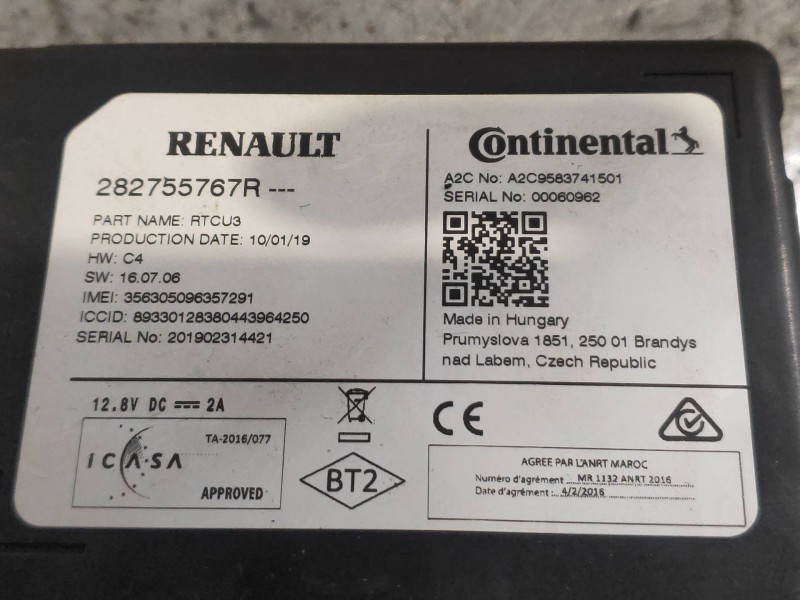 RENAULT
282755767R ---
PART NAME: RTCU3
PRODUCTION DATE: 10/01/19
HW: C4
SW: 16.07.06
IMEI: 356305096357291
ICCID: 89330128380443964250
SERIAL No: 201902314421
Continental
A2C No: A2C9583741501
SERIAL No: 00060962
Made in Hungary
Prumyslova 1851, 250 01 Brandys
nad Labem, Czech Republic
12.8V DC 2A
TA-2016/077
ICASA
APPROVED
BT2
CE
AGREE PAR L'ANRT MAROC
Numéro d'agrément MR 1132 ANRT 2016
Date d'agrément: 4/2/2016